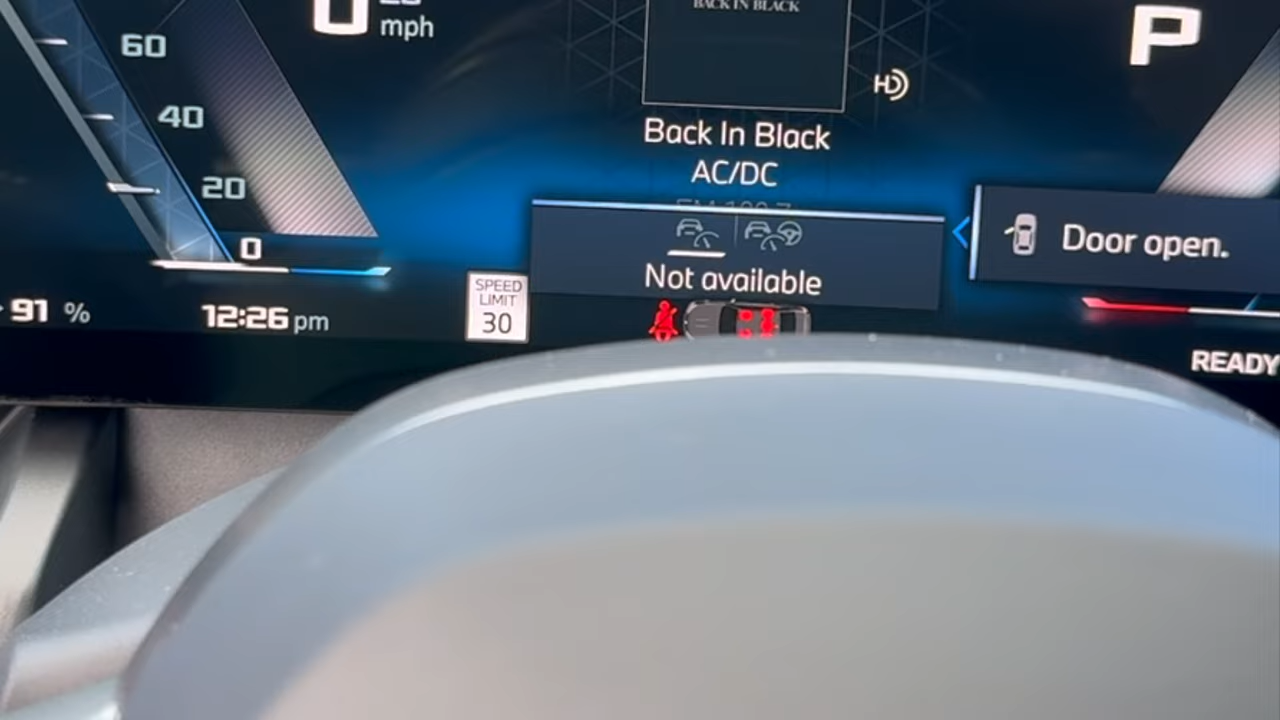 BACK IN BLACK
0
mph
P
60
40
20
0
HD
Back In Black
AC/DC
Not available
Door open.
91 %
12:26 pm
SPEED
LIMIT
30
READY